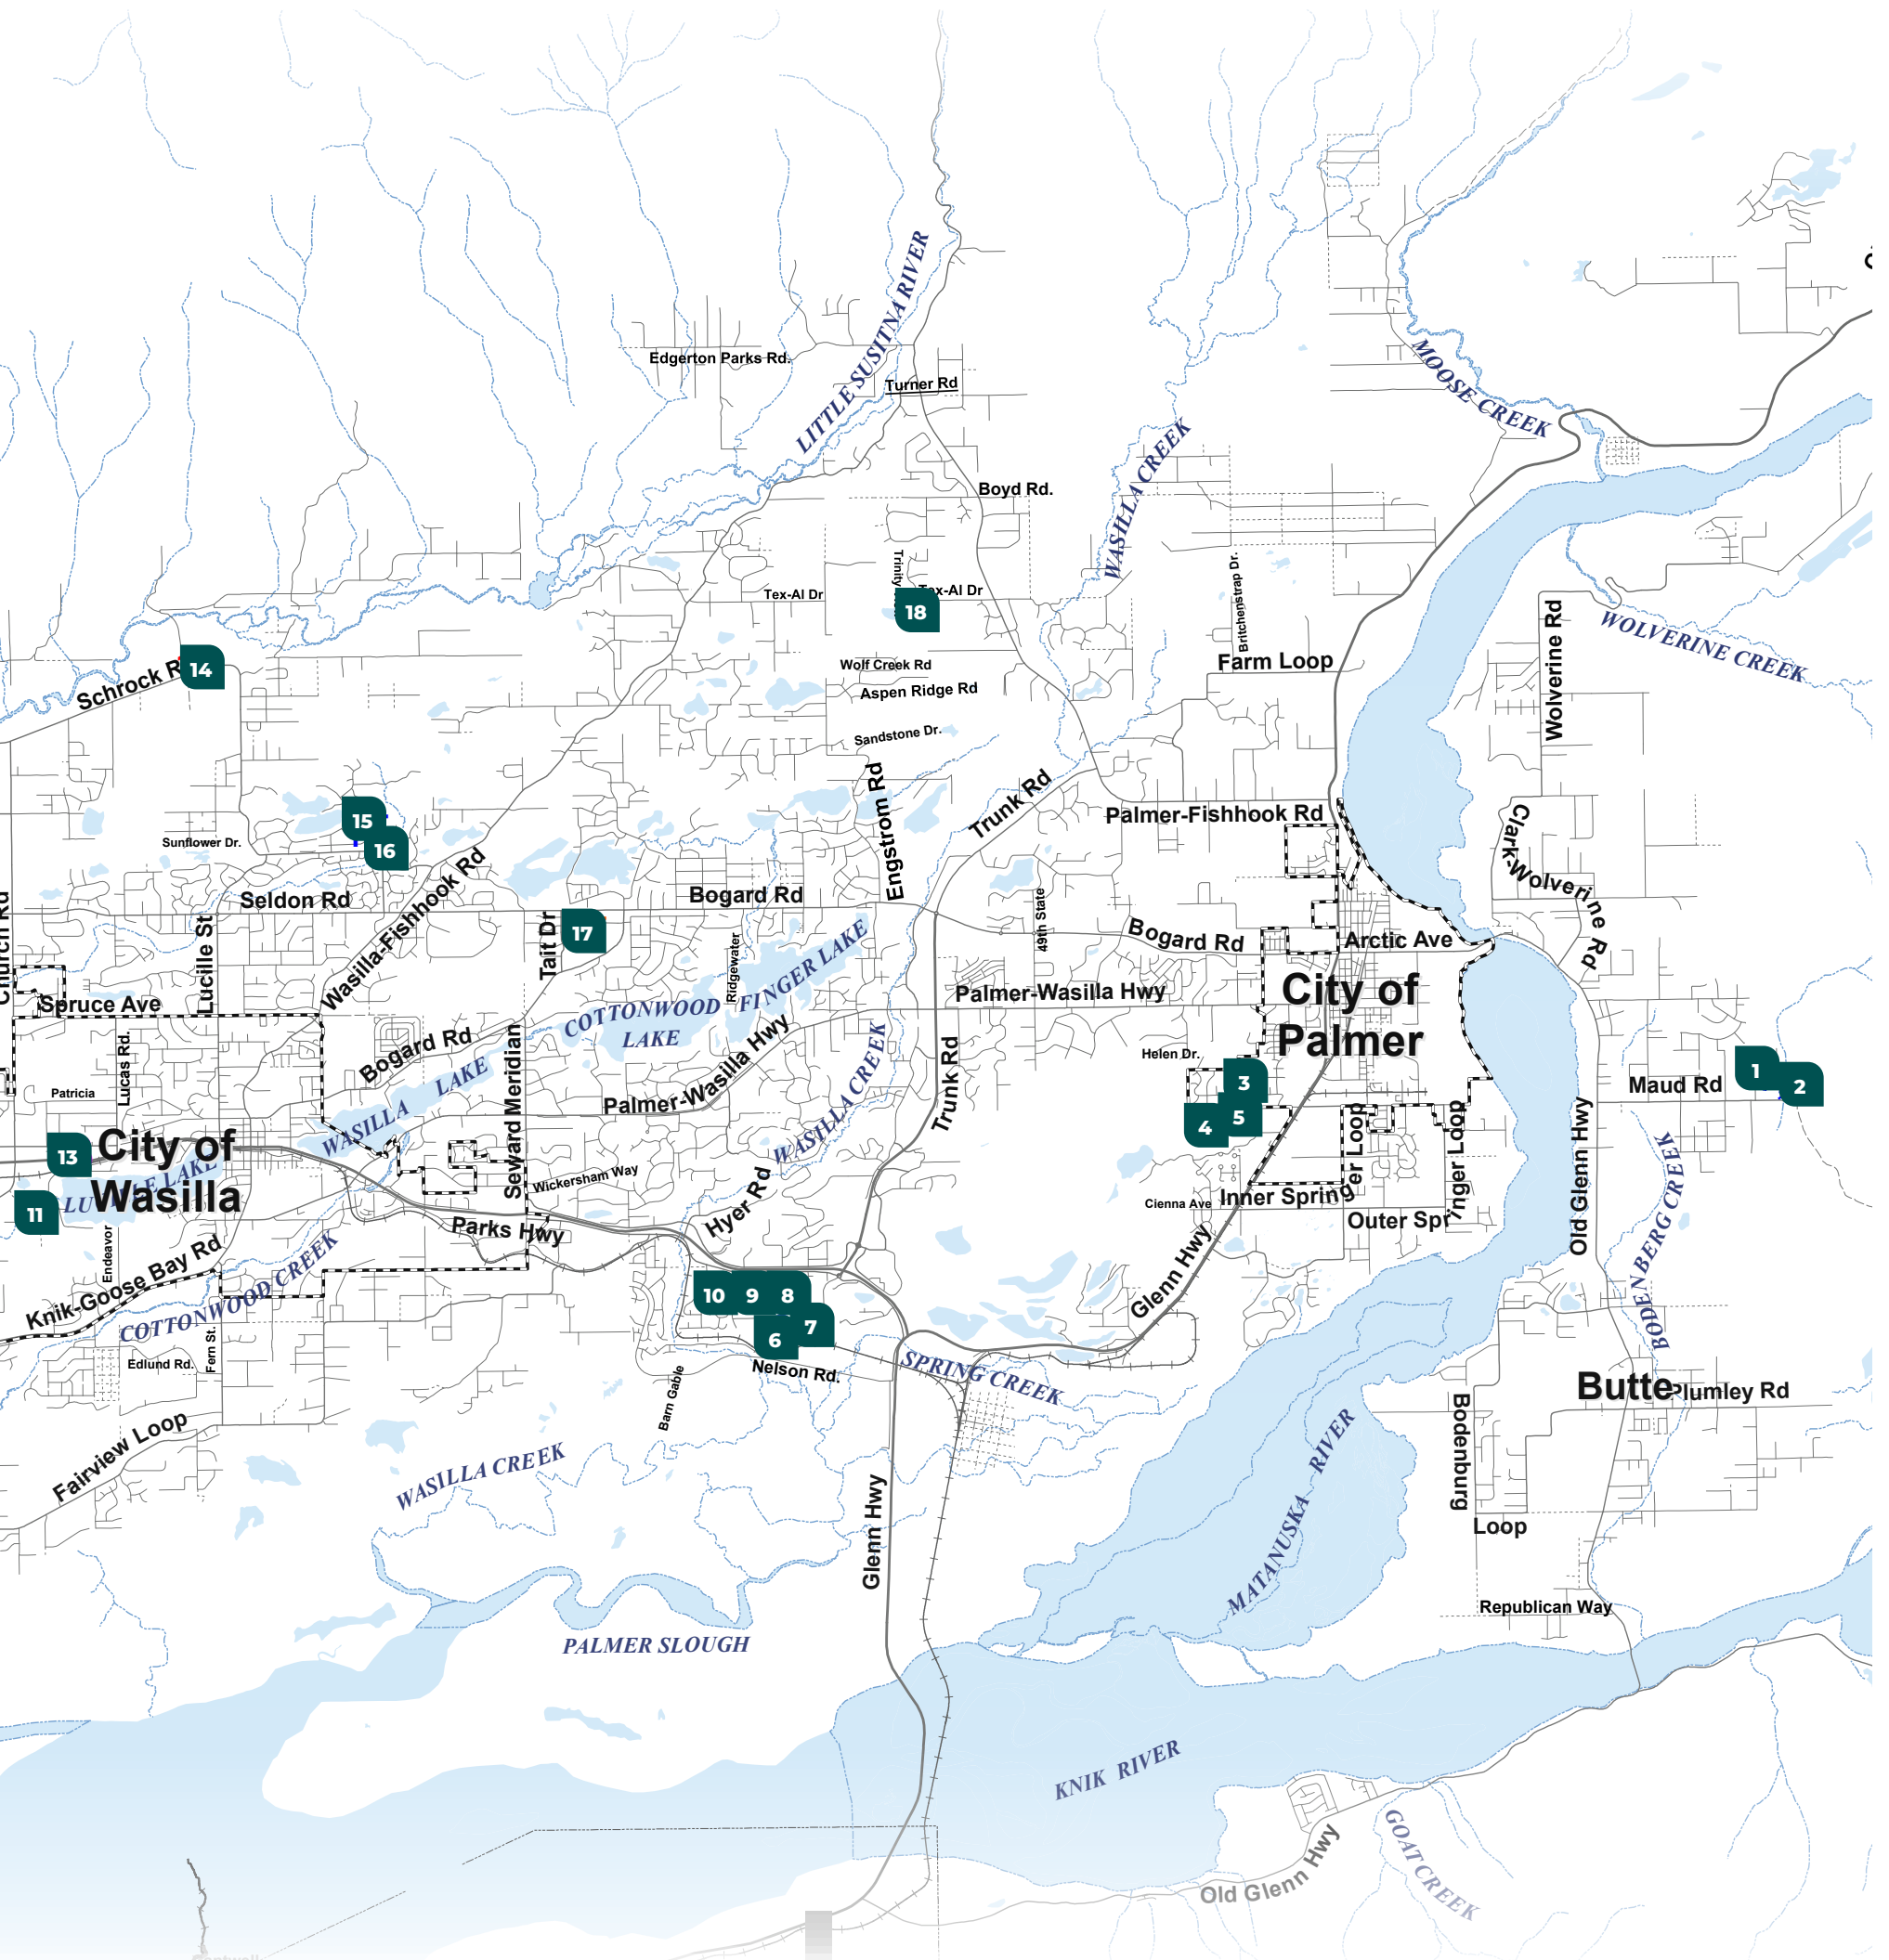 LITTLE SUSITNA RIVER
Edgerton Parks Rd.
Turner Rd
MOOSE CREEK
WASILLA CREEK
Boyd Rd.
Trinity
Tex-Al Dr
ex-Al Dr
18
Britchenstrap Dr.
Wolverine Rd
WOLVERINE CREEK
Schrock R
14
Wolf Creek Rd
Farm Loop
Aspen Ridge Rd
Sandstone Dr.
Engstrom Rd
Trunk Rd
Palmer-Fishhook Rd
Clark-Wolverine Rd
15
16
Sunflower Dr.
Seldon Rd
Wasilla-Fishhook Rd
Bogard Rd
17
Tait Dr
Ridgewater
49th State
Bogard Rd
Arctic Ave
Church Rd
Lucille St
Spruce Ave
COTTONWOOD
LAKE
FINGER LAKE
Palmer-Wasilla Hwy
City of
Palmer
Lucas Rd.
Patricia
Bogard Rd
WASILLA LAKE
Seward Meridian
Palmer-Wasilla Hwy
WASILLA CREEK
Trunk Rd
Helen Dr.
3
4
5
Maud Rd
1
2
13
City of
Wasilla
LAKE
11
Wickersham Way
Hyer Rd
Parks Hwy
Cienna Ave
Inner Spring
er Loop
Outer Spr
inger Loop
Old Glenn Hwy
BODENBERG CREEK
Endeavor
Knik-Goose Bay Rd
COTTONWOOD CREEK
Glenn Hwy
10
9
8
7
6
Nelson Rd.
SPRING CREEK
Edlund Rd.
Fern St.
Barn Gable
Butte
Plumley Rd
Fairview Loop
WASILLA CREEK
Glenn Hwy
MATANUSKA RIVER
Bodenburg
Loop
Republican Way
PALMER SLOUGH
KNIK RIVER
Old Glenn Hwy
GOAT CREEK